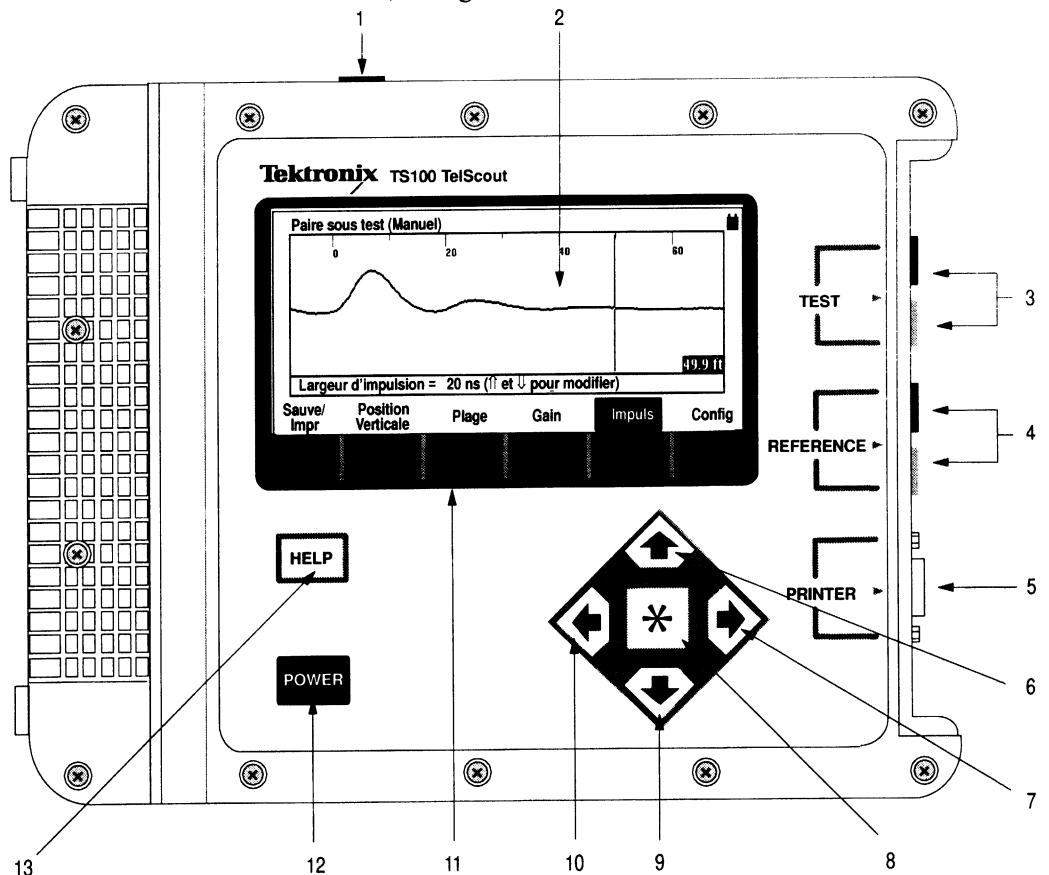 1
2
Tektronix TS100 TelScout
Paire sous test (Manuel)
0 20 40 60
49.9 ft
Largeur d'impulsion = 20 ns (⇑ et ⇓ pour modifier)
Sauve/ Impr
Position Verticale
Plage
Gain
Impuls
Config
TEST
3
REFERENCE
4
HELP
PRINTER
5
*
POWER
6
7
13
12
11
10
9
8